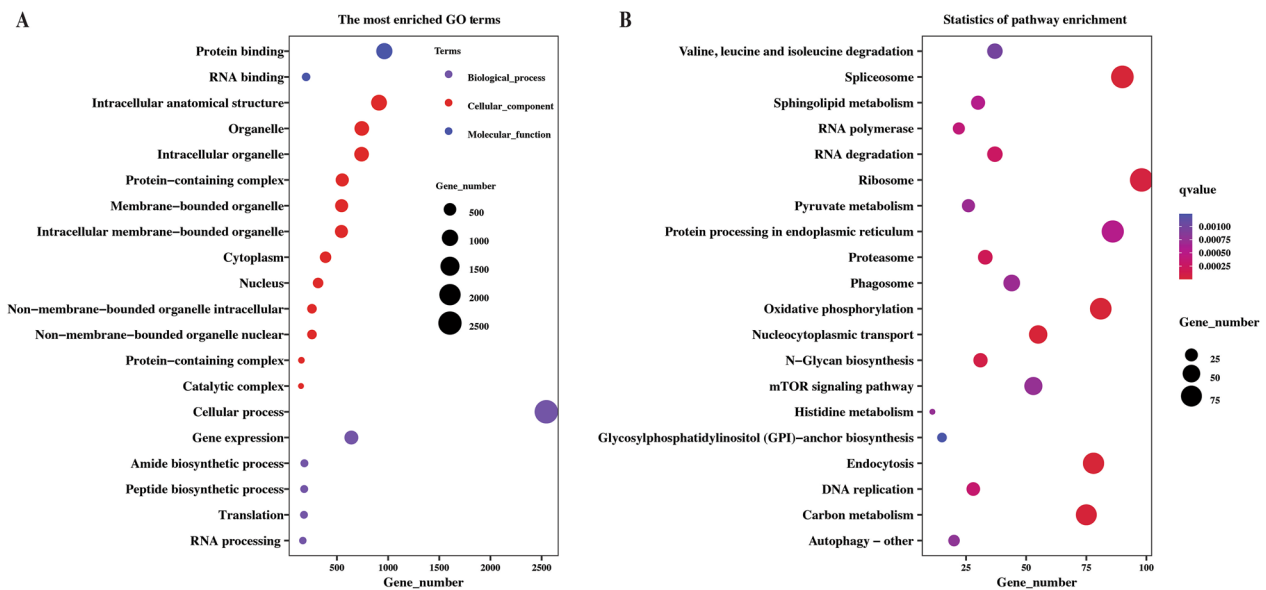 A
The most enriched GO terms
Protein binding
RNA binding
Intracellular anatomical structure
Organelle
Intracellular organelle
Protein−containing complex
Membrane−bounded organelle
Intracellular membrane−bounded organelle
Cytoplasm
Nucleus
Non−membrane−bounded organelle intracellular
Non−membrane−bounded organelle nuclear
Protein−containing complex
Catalytic complex
Cellular process
Gene expression
Amide biosynthetic process
Peptide biosynthetic process
Translation
RNA processing
500 1000 1500 2000 2500
Gene_number
Terms
Biological_process
Cellular_component
Molecular_function
Gene_number
500
1000
1500
2000
2500
B
Statistics of pathway enrichment
Valine, leucine and isoleucine degradation
Spliceosome
Sphingolipid metabolism
RNA polymerase
RNA degradation
Ribosome
Pyruvate metabolism
Protein processing in endoplasmic reticulum
Proteasome
Phagosome
Oxidative phosphorylation
Nucleocytoplasmic transport
N−Glycan biosynthesis
mTOR signaling pathway
Histidine metabolism
Glycosylphosphatidylinositol (GPI)−anchor biosynthesis
Endocytosis
DNA replication
Carbon metabolism
Autophagy − other
25 50 75 100
Gene_number
qvalue
0.00100
0.00075
0.00050
0.00025
Gene_number
25
50
75